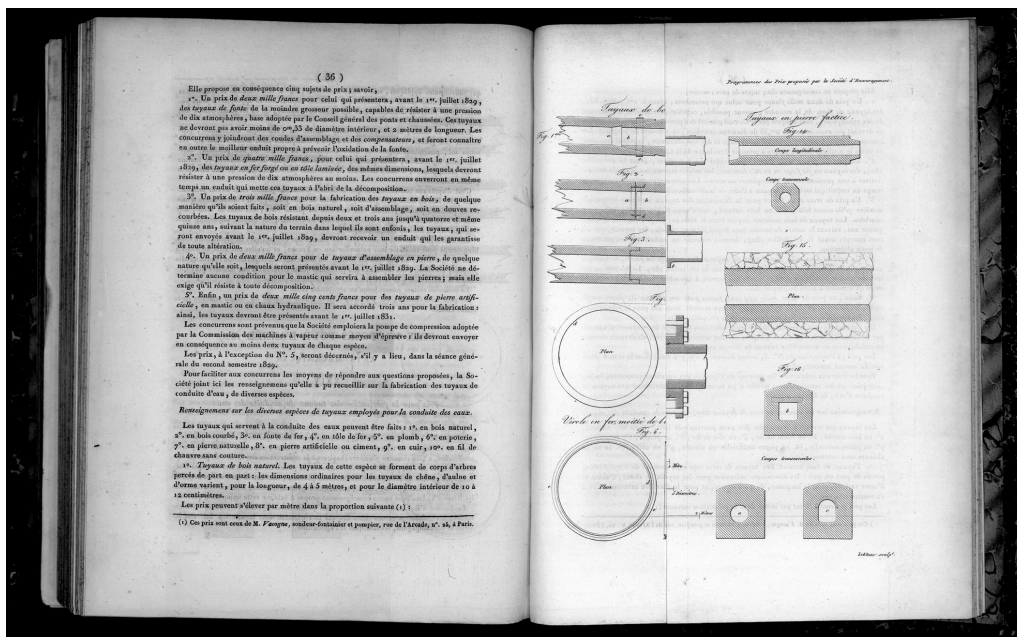 ( 36 )
Elle propose en conséquence cinq sujets de prix ; savoir,
1°. Un prix de deux mille francs pour celui qui présentera, avant le 1er. juillet 1829,
des tuyaux de fonte de la moindre grosseur possible, capables de résister à une pression
de dix atmosphères, base adoptée par le Conseil général des ponts et chaussées. Ces tuyaux
ne devront pas avoir moins de 0m,33 de diamètre intérieur, et 2 mètres de longueur. Les
concurrens y joindront des coudes d'assemblage et des compensateurs, et feront connaître
en outre le meilleur enduit propre à prévenir l'oxidation de la fonte.
2°. Un prix de quatre mille francs, pour celui qui présentera, avant le 1er. juillet
1829, des tuyaux en fer forgé ou en tôle laminée, des mêmes dimensions, lesquels devront
résister à une pression de dix atmosphères au moins. Les concurrens enverront en même
temps un enduit qui mette ces tuyaux à l'abri de la décomposition.
3°. Un prix de trois mille francs pour la fabrication des tuyaux en bois, de quelque
manière qu'ils soient faits, soit en bois naturel, soit d'assemblage, soit en douves re-
courbées. Les tuyaux de bois résistant depuis deux et trois ans jusqu'à quatorze et même
quinze ans, suivant la nature du terrain dans lequel ils sont enfouis, les tuyaux, qui se-
ront envoyés avant le 1er. juillet 1829, devront recevoir un enduit qui les garantisse
de toute altération.
4°. Un prix de deux mille francs pour de tuyaux d'assemblage en pierre, de quelque
nature qu'elle soit, lesquels seront présentés avant le 1er. juillet 1829. La Société ne dé-
termine aucune condition pour le mastic qui servira à assembler les pierres ; mais elle
exige qu'il résiste à toute décomposition.
5°. Enfin, un prix de deux mille cinq cents francs pour des tuyaux de pierre artifi-
cielle, en mastic ou en chaux hydraulique. Il sera accordé trois ans pour la fabrication :
ainsi, les tuyaux devront être présentés avant le 1er. juillet 1831.
Les concurrens sont prévenus que la Société emploiera la pompe de compression adoptée
par la Commission des machines à vapeur comme moyen d'épreuve : ils devront envoyer
en conséquence au moins deux tuyaux de chaque espèce.
Les prix, à l'exception du N°. 5, seront décernés, s'il y a lieu, dans la séance géné-
rale du second semestre 1829.
Pour faciliter aux concurrens les moyens de répondre aux questions proposées, la So-
ciété joint ici les renseignemens qu'elle a pu recueillir sur la fabrication des tuyaux de
conduite d'eau, de diverses espèces.
Renseignemens sur les diverses espèces de tuyaux employés pour la conduite des eaux.
Les tuyaux qui servent à la conduite des eaux peuvent être faits : 1°. en bois naturel,
2°. en bois courbé, 3°. en fonte de fer, 4°. en tôle de fer, 5°. en plomb, 6°. en poterie,
7°. en pierre naturelle, 8°. en pierre artificielle ou ciment, 9°. en cuir, 10°. en fil de
chanvre sans couture.
1°. Tuyaux de bois naturel. Les tuyaux de cette espèce se forment de corps d'arbres
percés de part en part : les dimensions ordinaires pour les tuyaux de chêne, d'aulne et
d'orme varient, pour la longueur, de 4 à 5 mètres, et pour le diamètre intérieur de 10 à
12 centimètres.
Les prix peuvent s'élever par mètre dans la proportion suivante (1) :
(1) Ces prix sont ceux de M. Vacogne, sondeur-fontainier et pompier, rue de l'Arcade, n°. 26, à Paris.
Programmes des Prix proposés par la Société d'Encouragement.
Tuyaux de bo
Fig. 1
a
b
Fig. 2.
a
b
Fig. 3.
Fig.
Plan
Virole en fer, moitié de
Fig. 6.
Plan
Mètre.
Tuyaux en pierre factice.
Fig. 14.
Coupe longitudinale.
Coupe transversale.
Fig. 15.
Plan.
Fig. 16
b
Coupes transversales.
a
c
Leblanc sculpt.